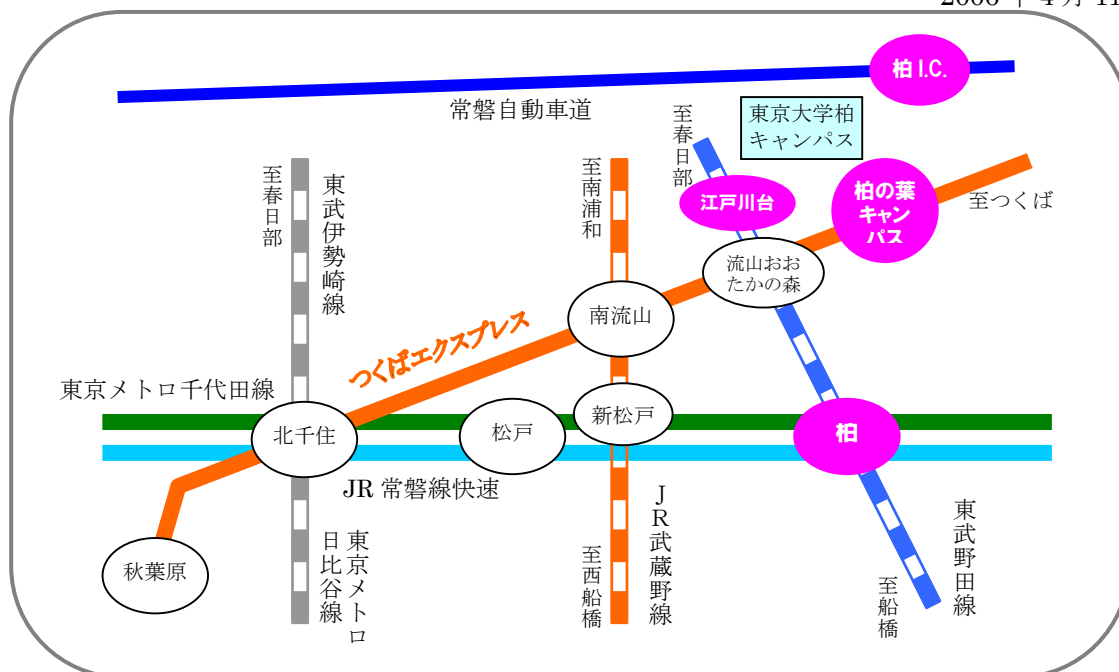 柏 I.C.
常磐自動車道
東京大学柏
キャンパス
至春日部
江戸川台
柏の葉
キャン
パス
至つくば
至春日部
東武伊勢崎線
至南浦和
流山おお
たかの森
南流山
つくばエクスプレス
東京メトロ千代田線
北千住
松戸
新松戸
柏
JR 常磐線快速
秋葉原
東京メトロ
日比谷線
JR武蔵野線
至西船橋
東武野田線
至船橋